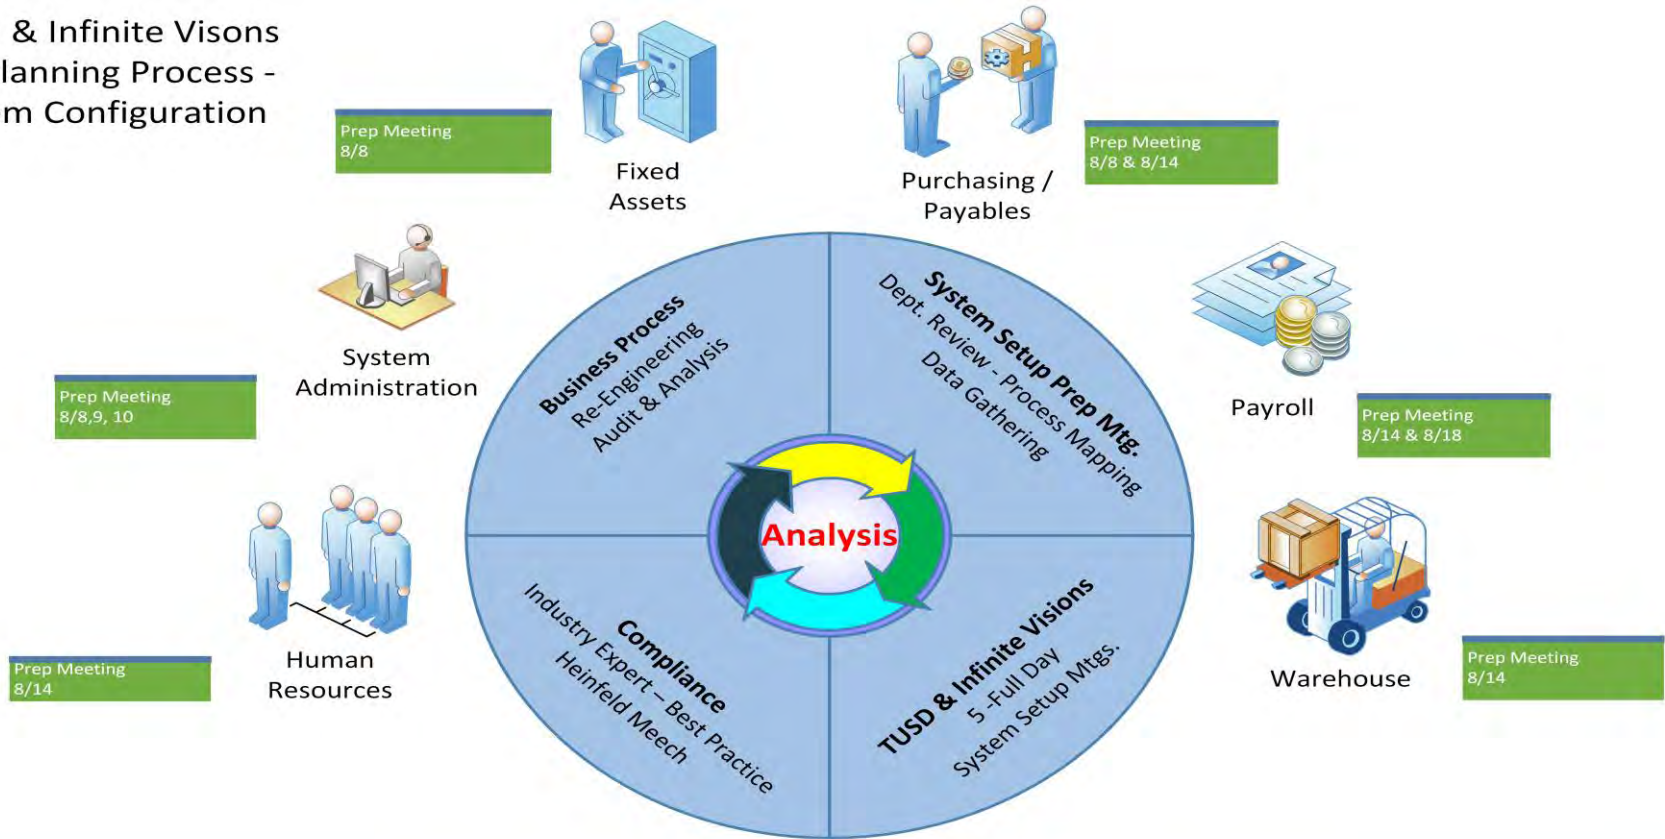 & Infinite Visons
lanning Process -
m Configuration
Prep Meeting
8/8
Fixed
Assets
Purchasing /
Payables
Prep Meeting
8/8 & 8/14
System
Administration
Prep Meeting
8/8,9, 10
Payroll
Prep Meeting
8/14 & 8/18
Human
Resources
Prep Meeting
8/14
Warehouse
Prep Meeting
8/14
Business Process
Re-Engineering
Audit & Analysis
System Setup Prep Mtg.
Dept. Review - Process Mapping
Data Gathering
Analysis
Compliance
Industry Expert – Best Practice
Heinfeld Meech
TUSD & Infinite Visions
5 -Full Day
System Setup Mtgs.